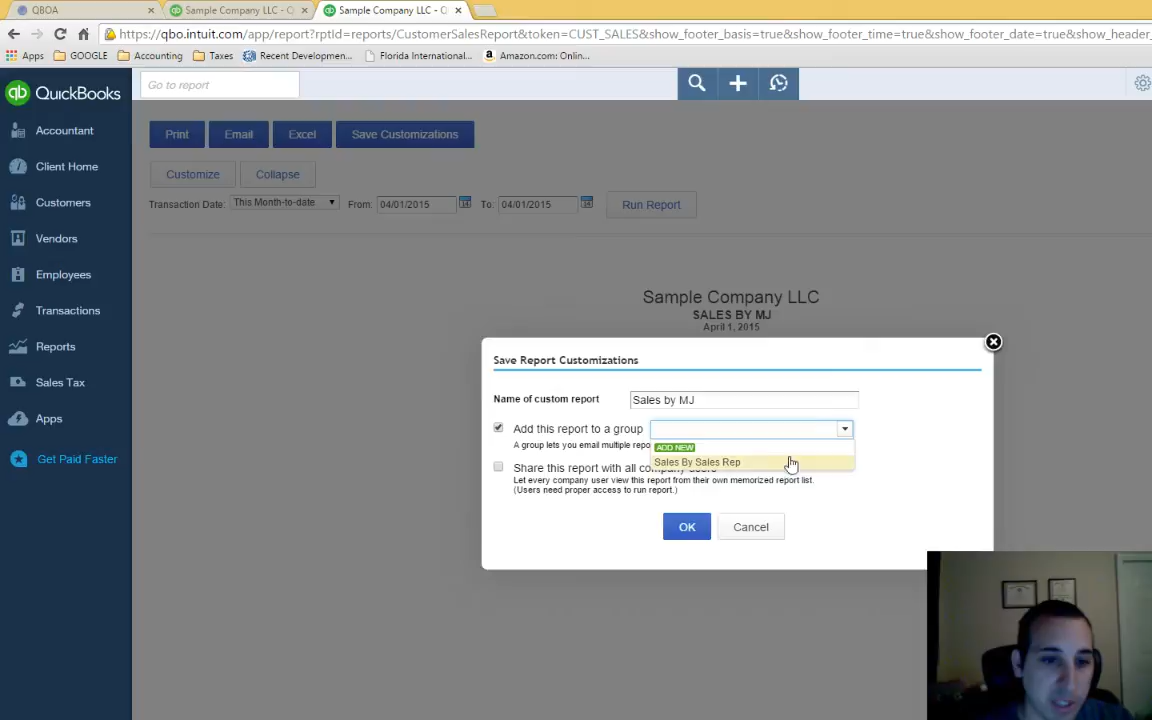 QBOA
Sample Company LLC - Q
Sample Company LLC - Q
https://qbo.intuit.com/app/report?rptId=reports/CustomerSalesReport&token=CUST_SALES&show_footer_basis=true&show_footer_time=true&show_footer_date=true&show_header_
Apps GOOGLE Accounting Taxes Recent Developmen... Florida International... Amazon.com: Onlin...
qb QuickBooks
Go to report
Accountant
Client Home
Customers
Vendors
Employees
Transactions
Reports
Sales Tax
Apps
Get Paid Faster
Print Email Excel Save Customizations
Customize Collapse
Transaction Date: This Month-to-date From: 04/01/2015 To: 04/01/2015 Run Report
Sample Company LLC
SALES BY MJ
April 1, 2015
Save Report Customizations
Name of custom report Sales by MJ
Add this report to a group
A group lets you email multiple repo
ADD NEW
Sales By Sales Rep
Share this report with all
Let every company user view this report from their own memorized report list.
(Users need proper access to run report.)
OK Cancel